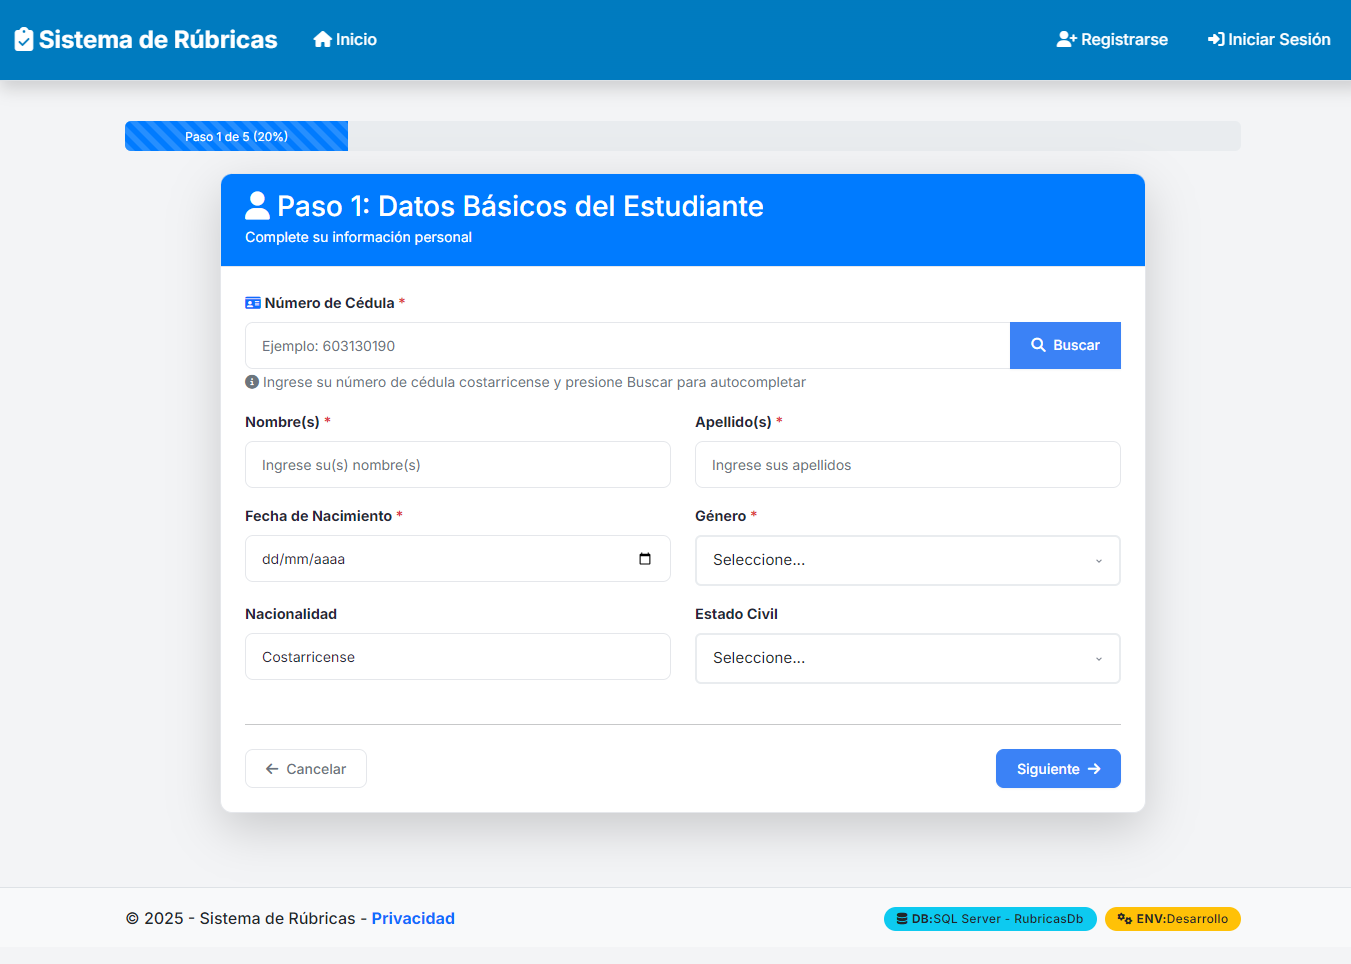 Sistema de Rúbricas
Inicio
Registrarse
Iniciar Sesión
Paso 1 de 5 (20%)
Paso 1: Datos Básicos del Estudiante
Complete su información personal
Número de Cédula *
Ejemplo: 603130190
Buscar
Ingrese su número de cédula costarricense y presione Buscar para autocompletar
Nombre(s) *
Apellido(s) *
Ingrese su(s) nombre(s)
Ingrese sus apellidos
Fecha de Nacimiento *
Género *
dd/mm/aaaa
Seleccione...
Nacionalidad
Estado Civil
Costarricense
Seleccione...
Cancelar
Siguiente
© 2025 - Sistema de Rúbricas - Privacidad
DB:SQL Server - RubricasDb
ENV:Desarrollo